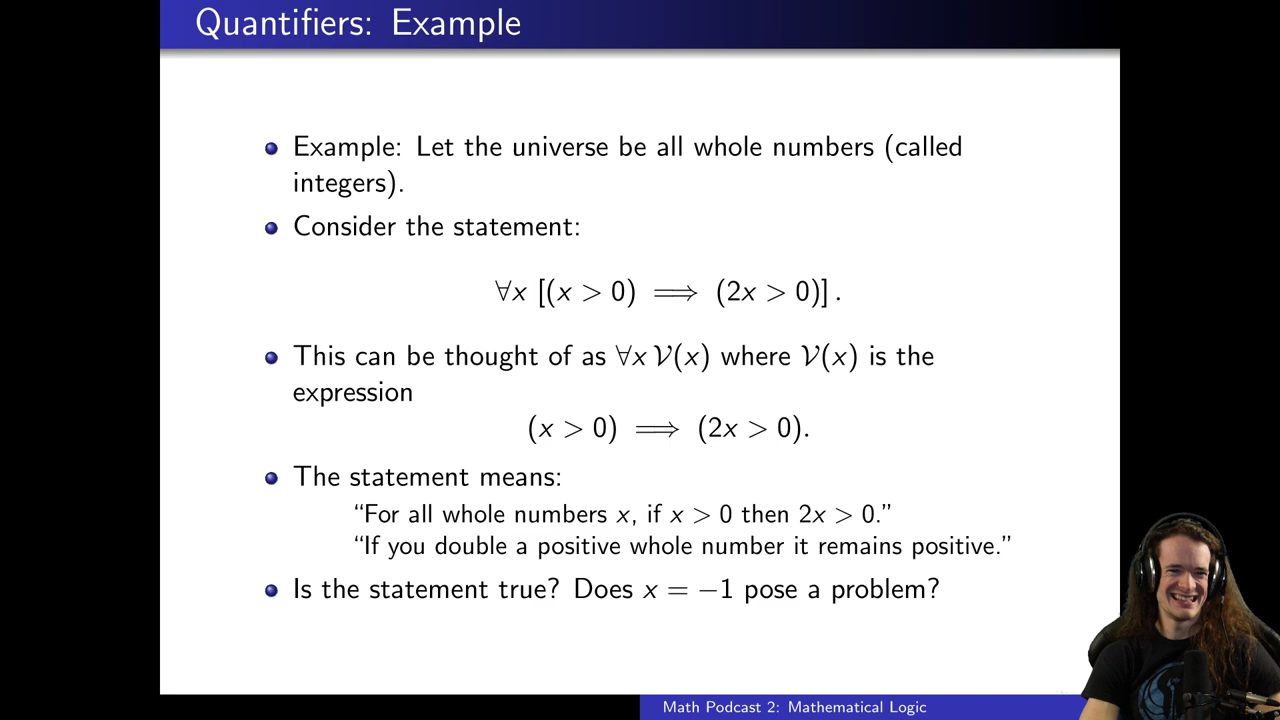 Quantifiers: Example
Example: Let the universe be all whole numbers (called
integers).
Consider the statement:
∀x [(x > 0) ⟹ (2x > 0)].
This can be thought of as ∀x 𝒱(x) where 𝒱(x) is the
expression
(x > 0) ⟹ (2x > 0).
The statement means:
“For all whole numbers x, if x > 0 then 2x > 0.”
“If you double a positive whole number it remains positive.”
Is the statement true? Does x = −1 pose a problem?
Math Podcast 2: Mathematical Logic